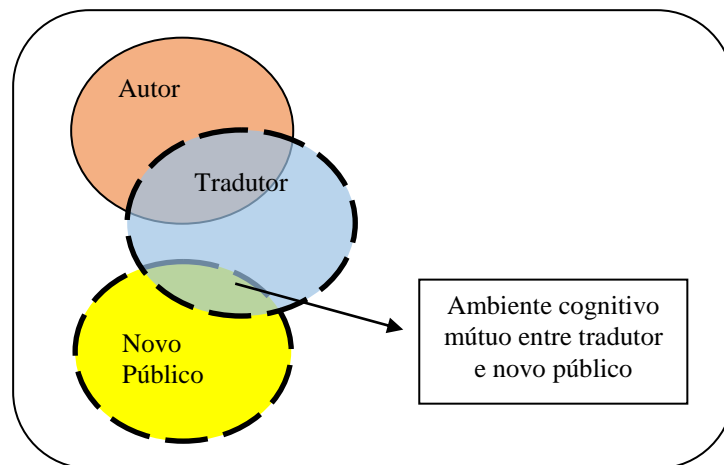 Autor
Tradutor
Novo
Público
Ambiente cognitivo
mútuo entre tradutor
e novo público